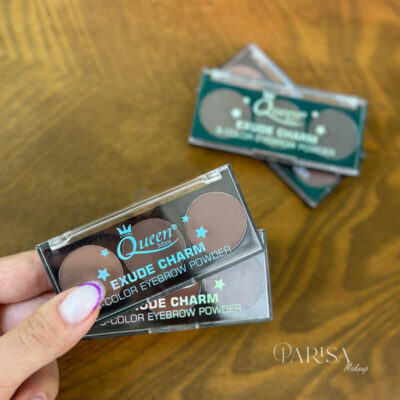 Queen
EXUDE CHARM
3-COLOR EYEBROW POWDER
Queen
Mini
EXUDE CHARM
3-COLOR EYEBROW POWDER
EXUDE CHARM
3-COLOR EYEBROW POWDER
PARISA
Makeup